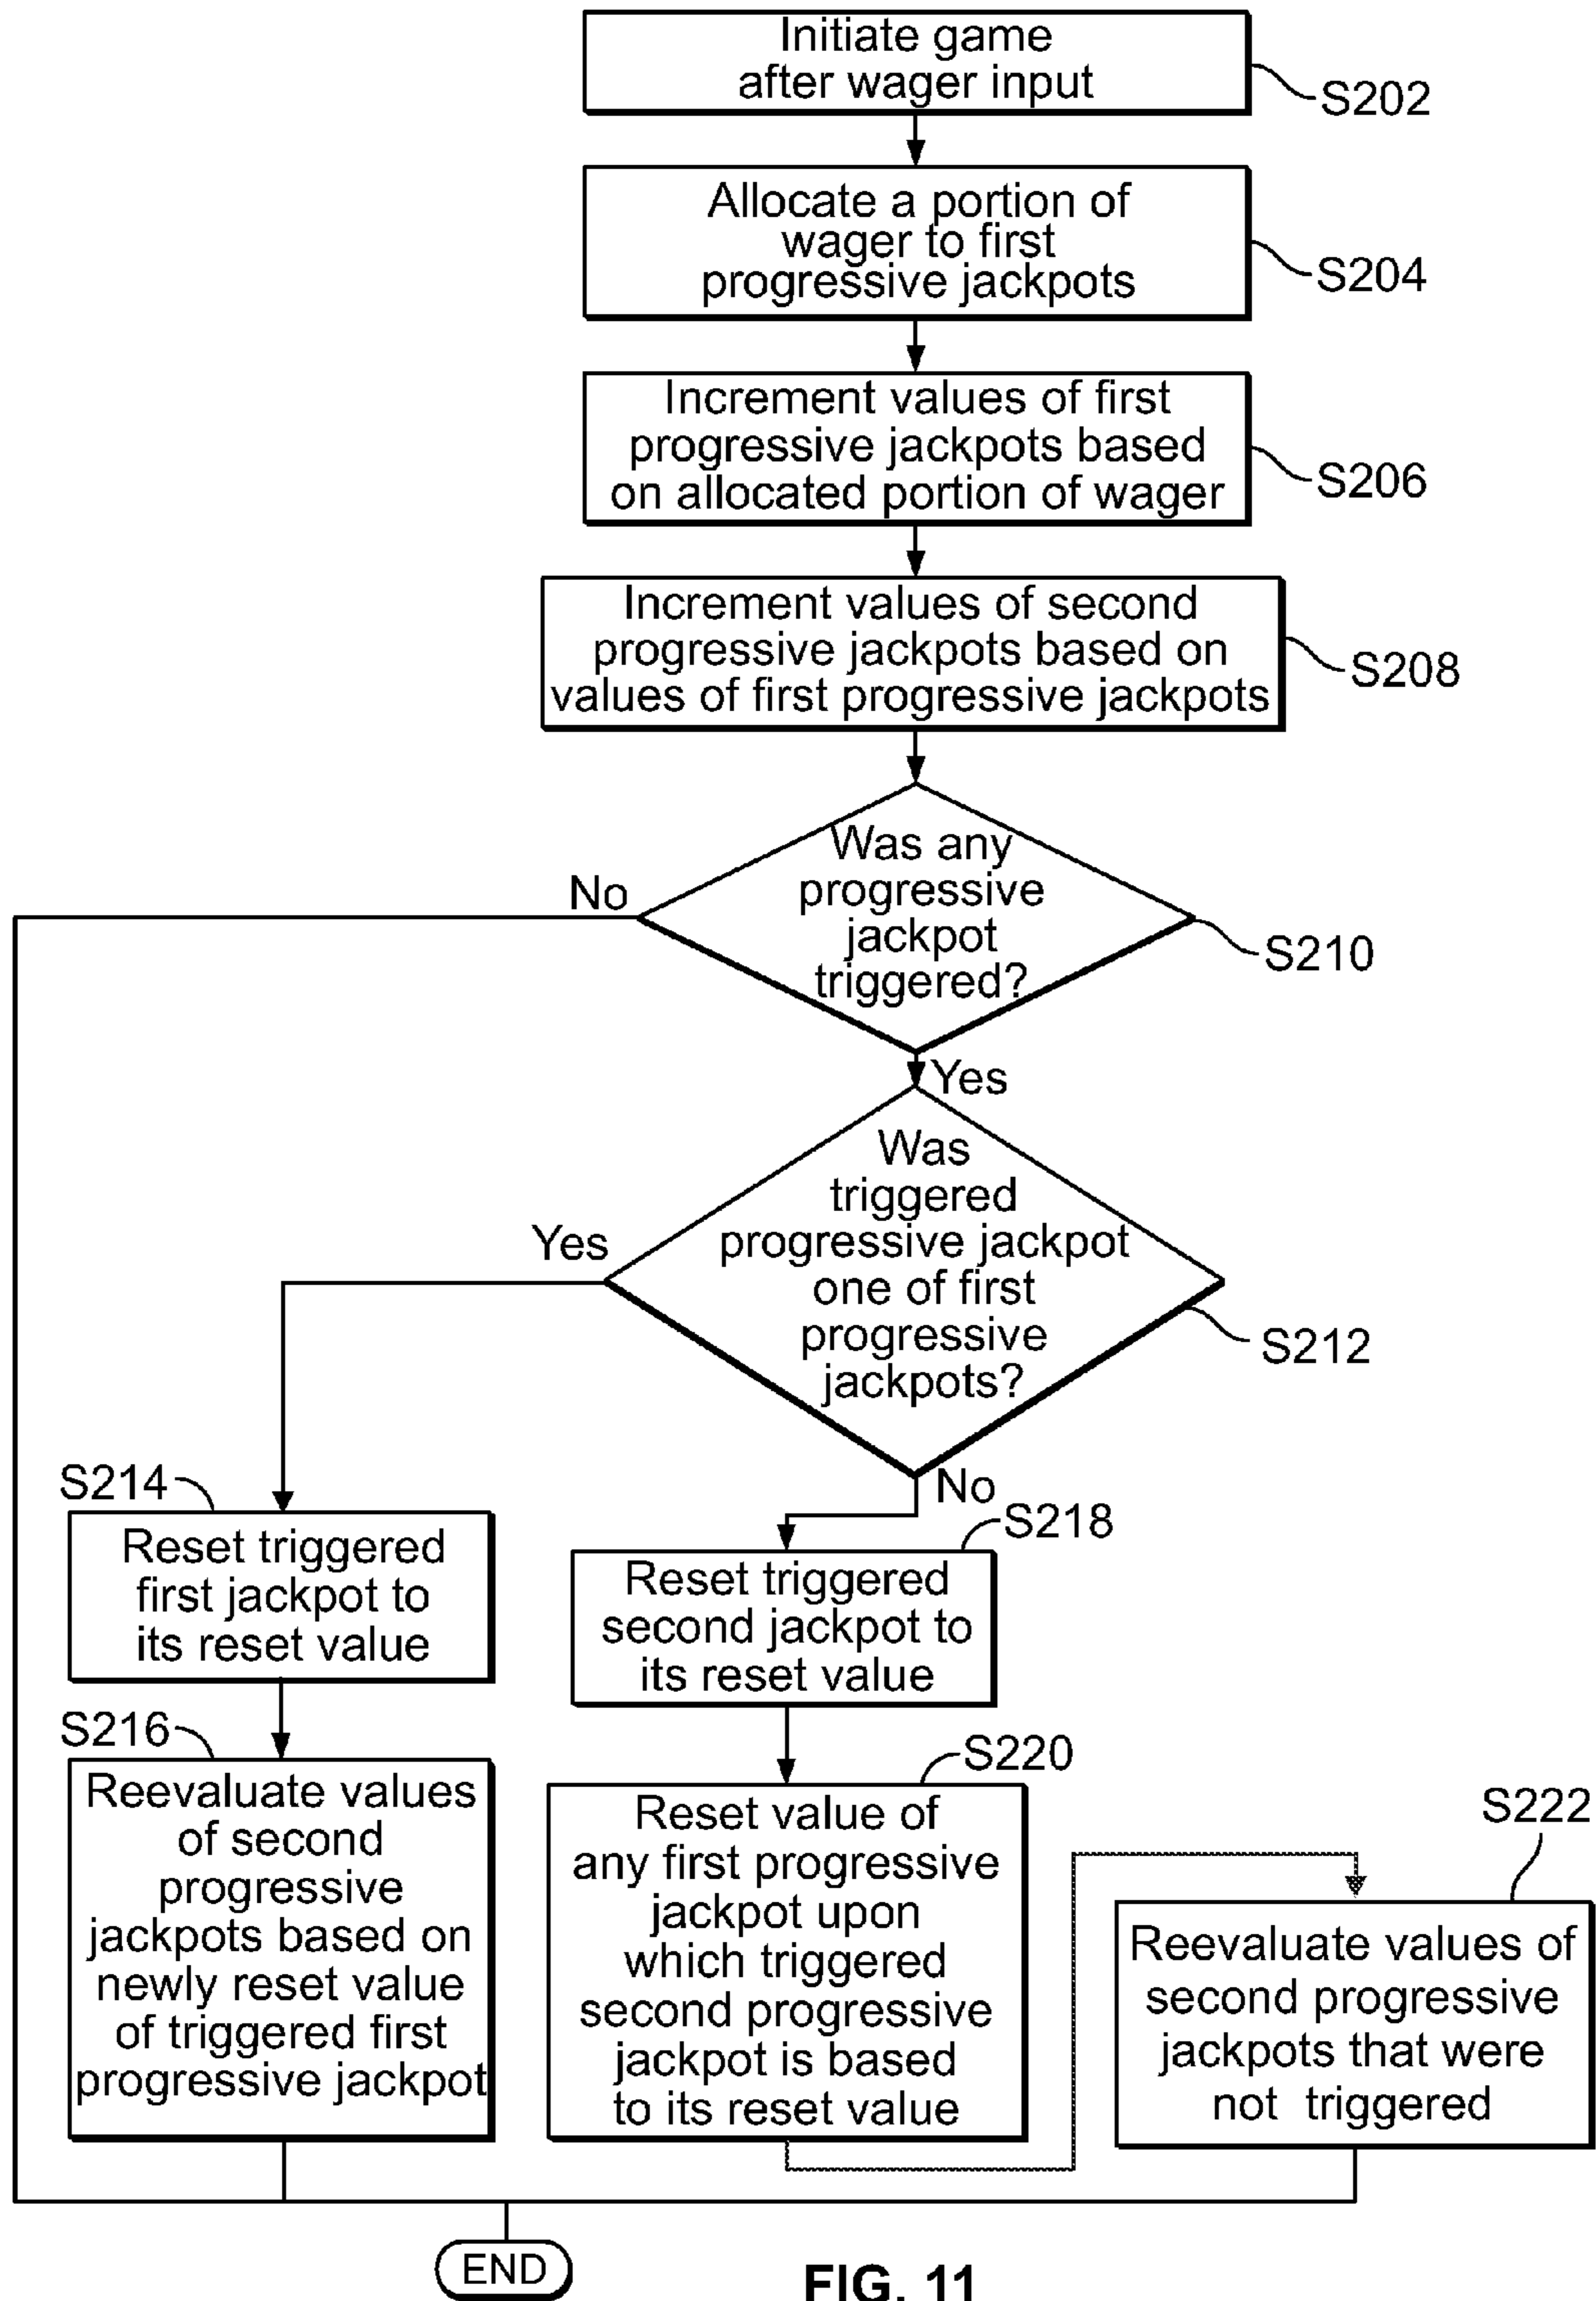 Initiate game
after wager input
S202
Allocate a portion of
wager to first
progressive jackpots
S204
Increment values of first
progressive jackpots based
on allocated portion of wager
S206
Increment values of second
progressive jackpots based on
values of first progressive jackpots
S208
Was any
progressive
jackpot
triggered?
No
S210
Yes
Was
triggered
progressive jackpot
one of first
progressive
jackpots?
Yes
S212
No
S214
Reset triggered
first jackpot to
its reset value
S218
Reset triggered
second jackpot to
its reset value
S216
Reevaluate values
of second
progressive
jackpots based on
newly reset value
of triggered first
progressive jackpot
S220
Reset value of
any first progressive
jackpot upon
which triggered
second progressive
jackpot is based
to its reset value
S222
Reevaluate values of
second progressive
jackpots that were
not triggered
END
FIG. 11